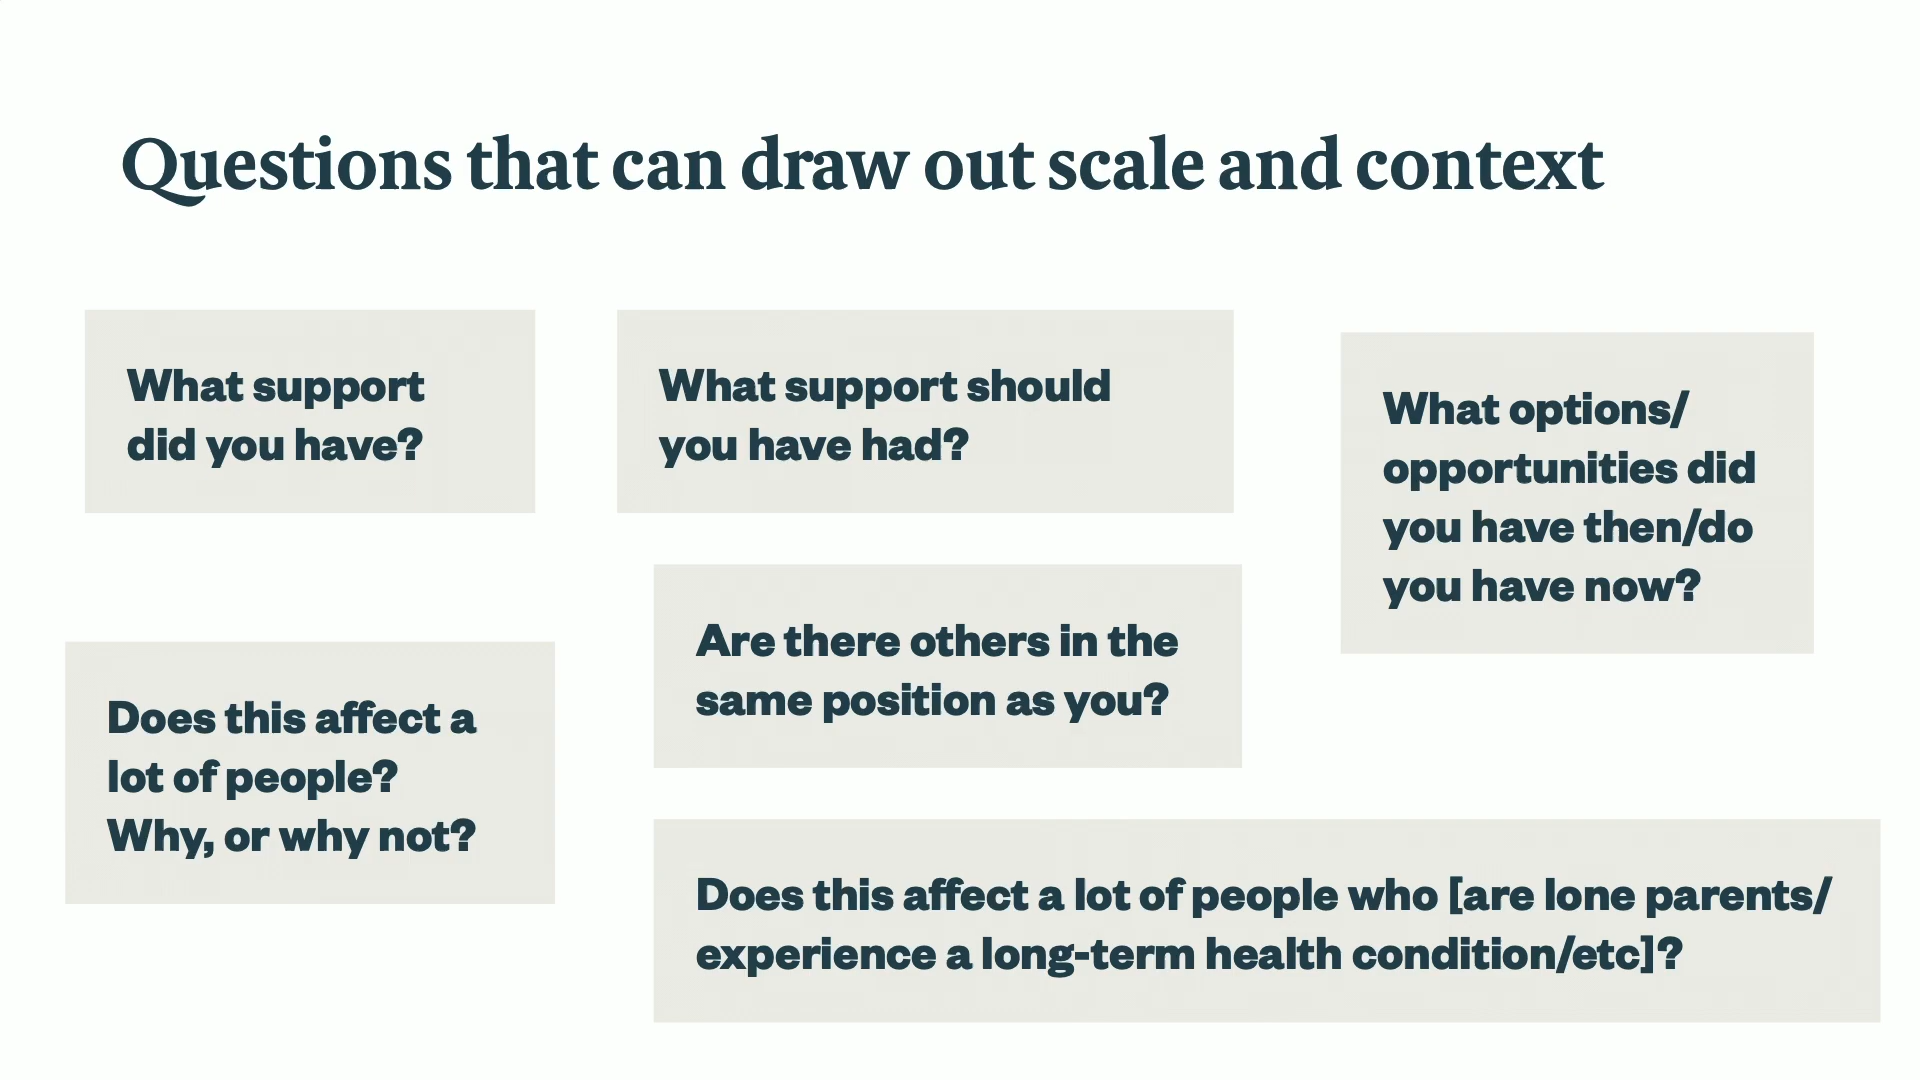 Questions that can draw out scale and context
What support
did you have?
What support should
you have had?
What options/
opportunities did
you have then/do
you have now?
Are there others in the
same position as you?
Does this affect a
lot of people?
Why, or why not?
Does this affect a lot of people who [are lone parents/
experience a long-term health condition/etc]?